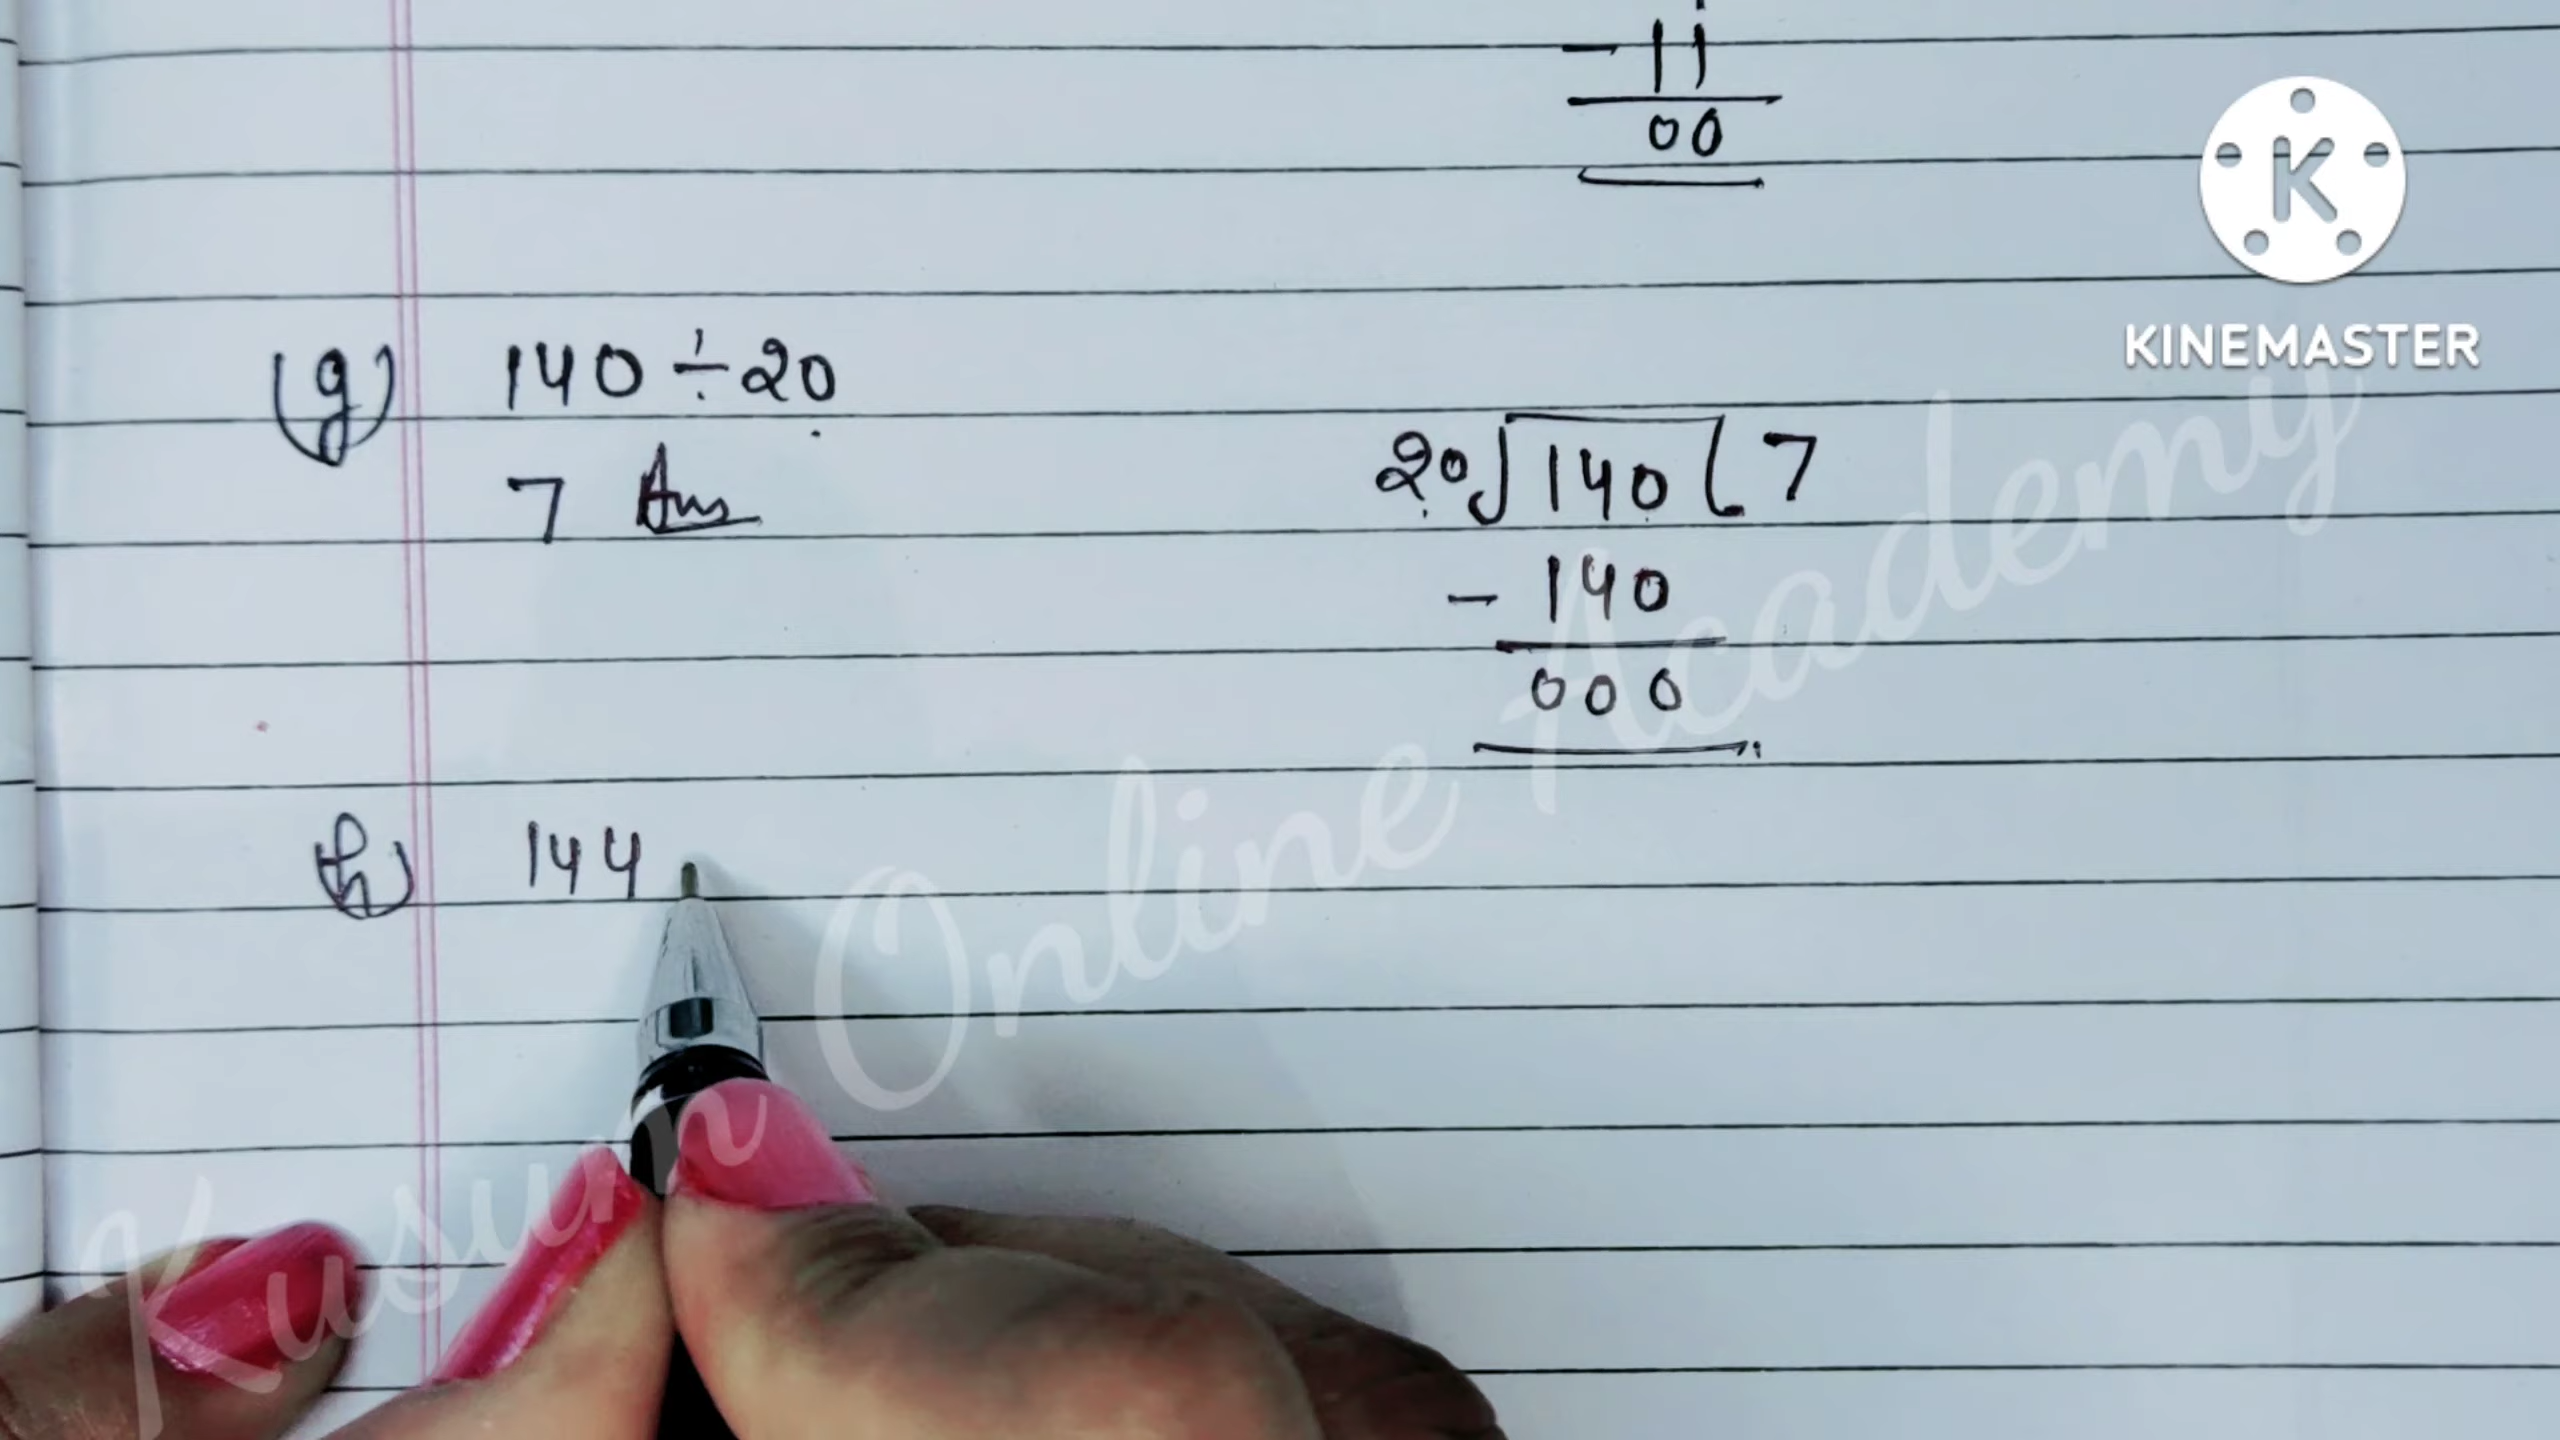 - 11
00
K
KINEMASTER
(g) 140 ÷ 20
20 140 7
7 Ans
- 140
000
(h) 144
Kusum Online Academy